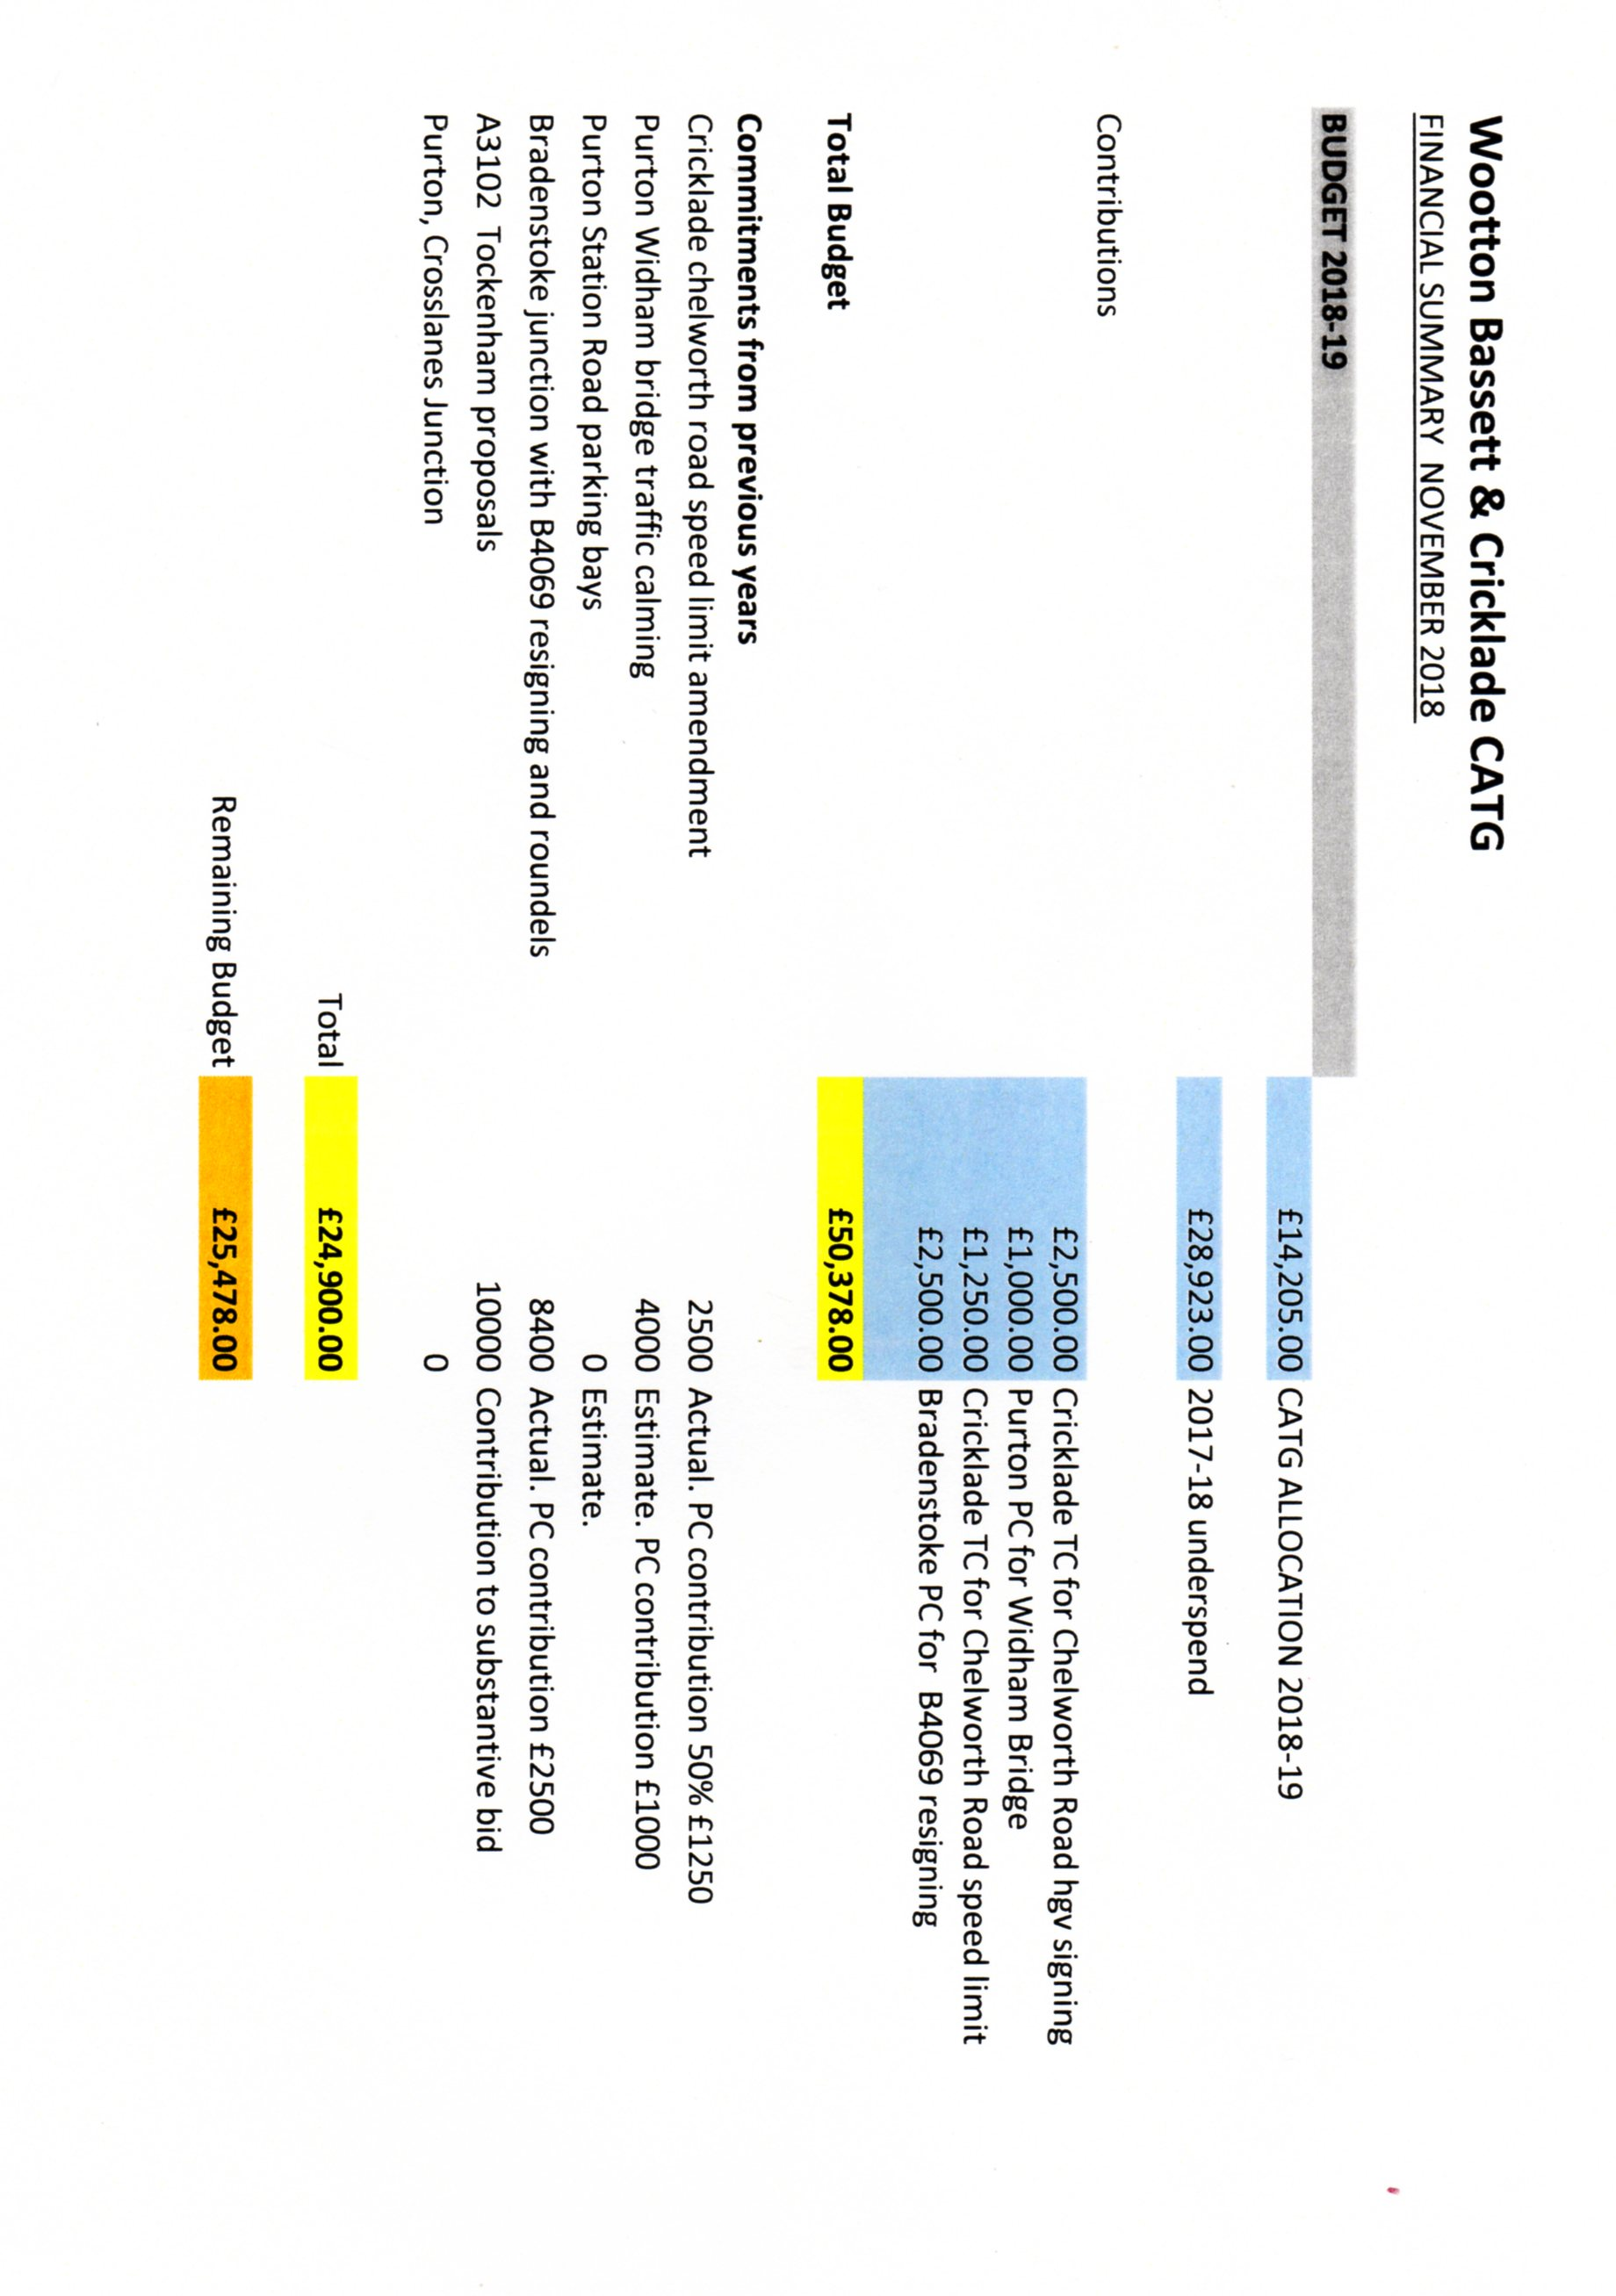 Wootton Bassett & Cricklade CATG
FINANCIAL SUMMARY NOVEMBER 2018
BUDGET 2018-19
£14,205.00 CATG ALLOCATION 2018-19
£28,923.00 2017-18 underspend
Contributions
£2,500.00 Cricklade TC for Chelworth Road hgv signing
£1,000.00 Purton PC for Widham Bridge
£1,250.00 Cricklade TC for Chelworth Road speed limit
£2,500.00 Bradenstoke PC for B4069 resigning
Total Budget £50,378.00
Commitments from previous years
Cricklade chelworth road speed limit amendment 2500 Actual. PC contribution 50% £1250
Purton Widham bridge traffic calming 4000 Estimate. PC contribution £1000
Purton Station Road parking bays 0 Estimate.
Bradenstoke junction with B4069 resigning and roundels 8400 Actual. PC contribution £2500
A3102 Tockenham proposals 10000 Contribution to substantive bid
Purton, Crosslanes Junction 0
Total £24,900.00
Remaining Budget £25,478.00